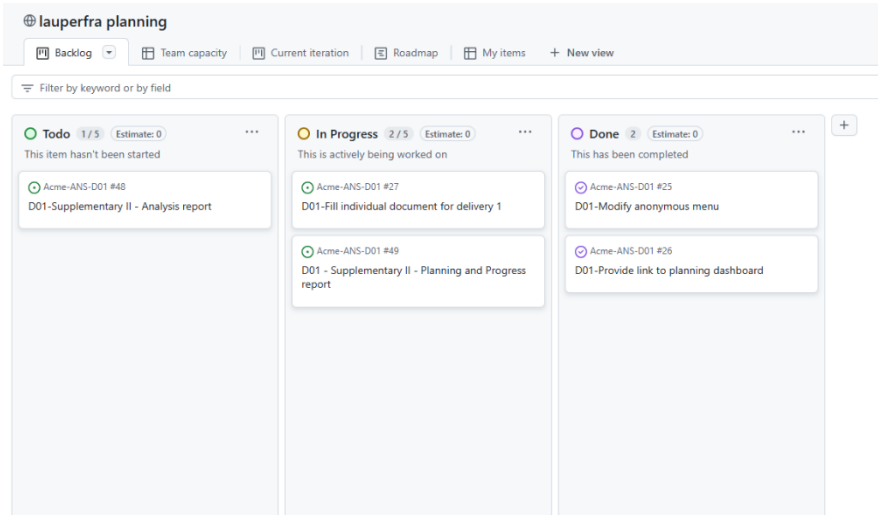 lauperfra planning
Backlog
Team capacity
Current iteration
Roadmap
My items
+ New view
Filter by keyword or by field
Todo 1 / 5 Estimate: 0
This item hasn't been started
Acme-ANS-D01 #48
D01-Supplementary II - Analysis report
In Progress 2 / 5 Estimate: 0
This is actively being worked on
Acme-ANS-D01 #27
D01-Fill individual document for delivery 1
Acme-ANS-D01 #49
D01 - Supplementary II - Planning and Progress
report
Done 2 Estimate: 0
This has been completed
Acme-ANS-D01 #25
D01-Modify anonymous menu
Acme-ANS-D01 #26
D01-Provide link to planning dashboard